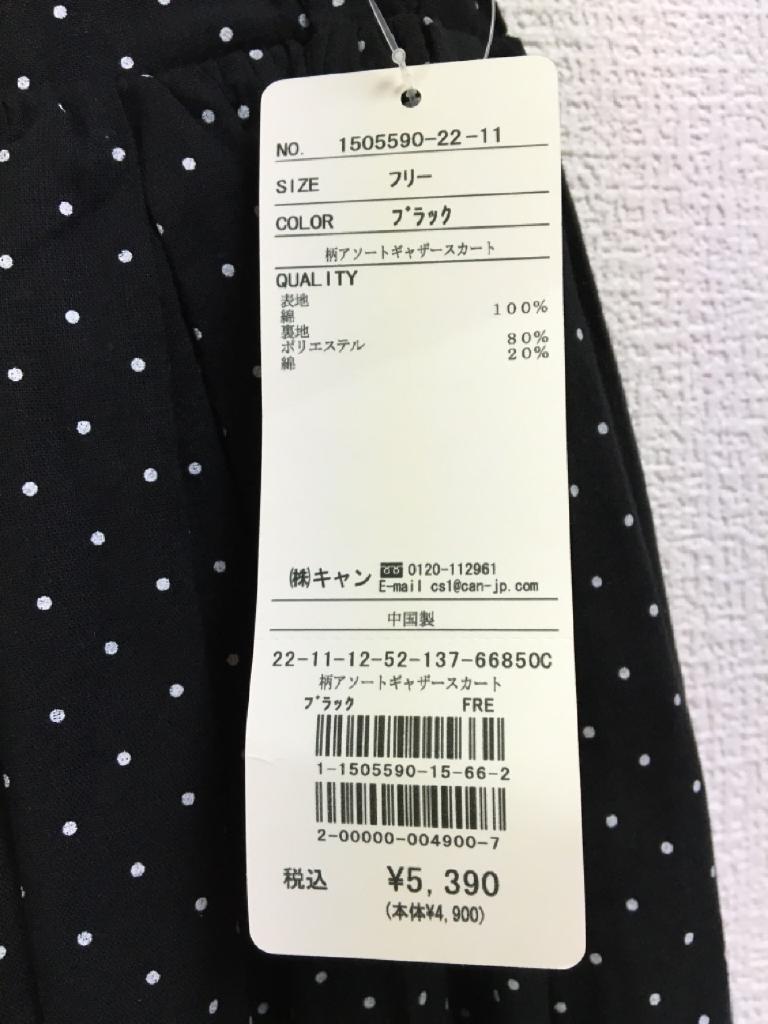 NO. 1505590-22-11
SIZE フリー
COLOR ブラック
柄アソートギャザースカート
QUALITY
表地
綿 100%
裏地
ポリエステル 80%
綿 20%
㈱キャン 0120-112961
E-mail cs1@can-jp.com
中国製
22-11-12-52-137-66850C
柄アソートギャザースカート
ブラック FRE
1-1505590-15-66-2
2-00000-004900-7
税込 ¥5,390
(本体¥4,900)